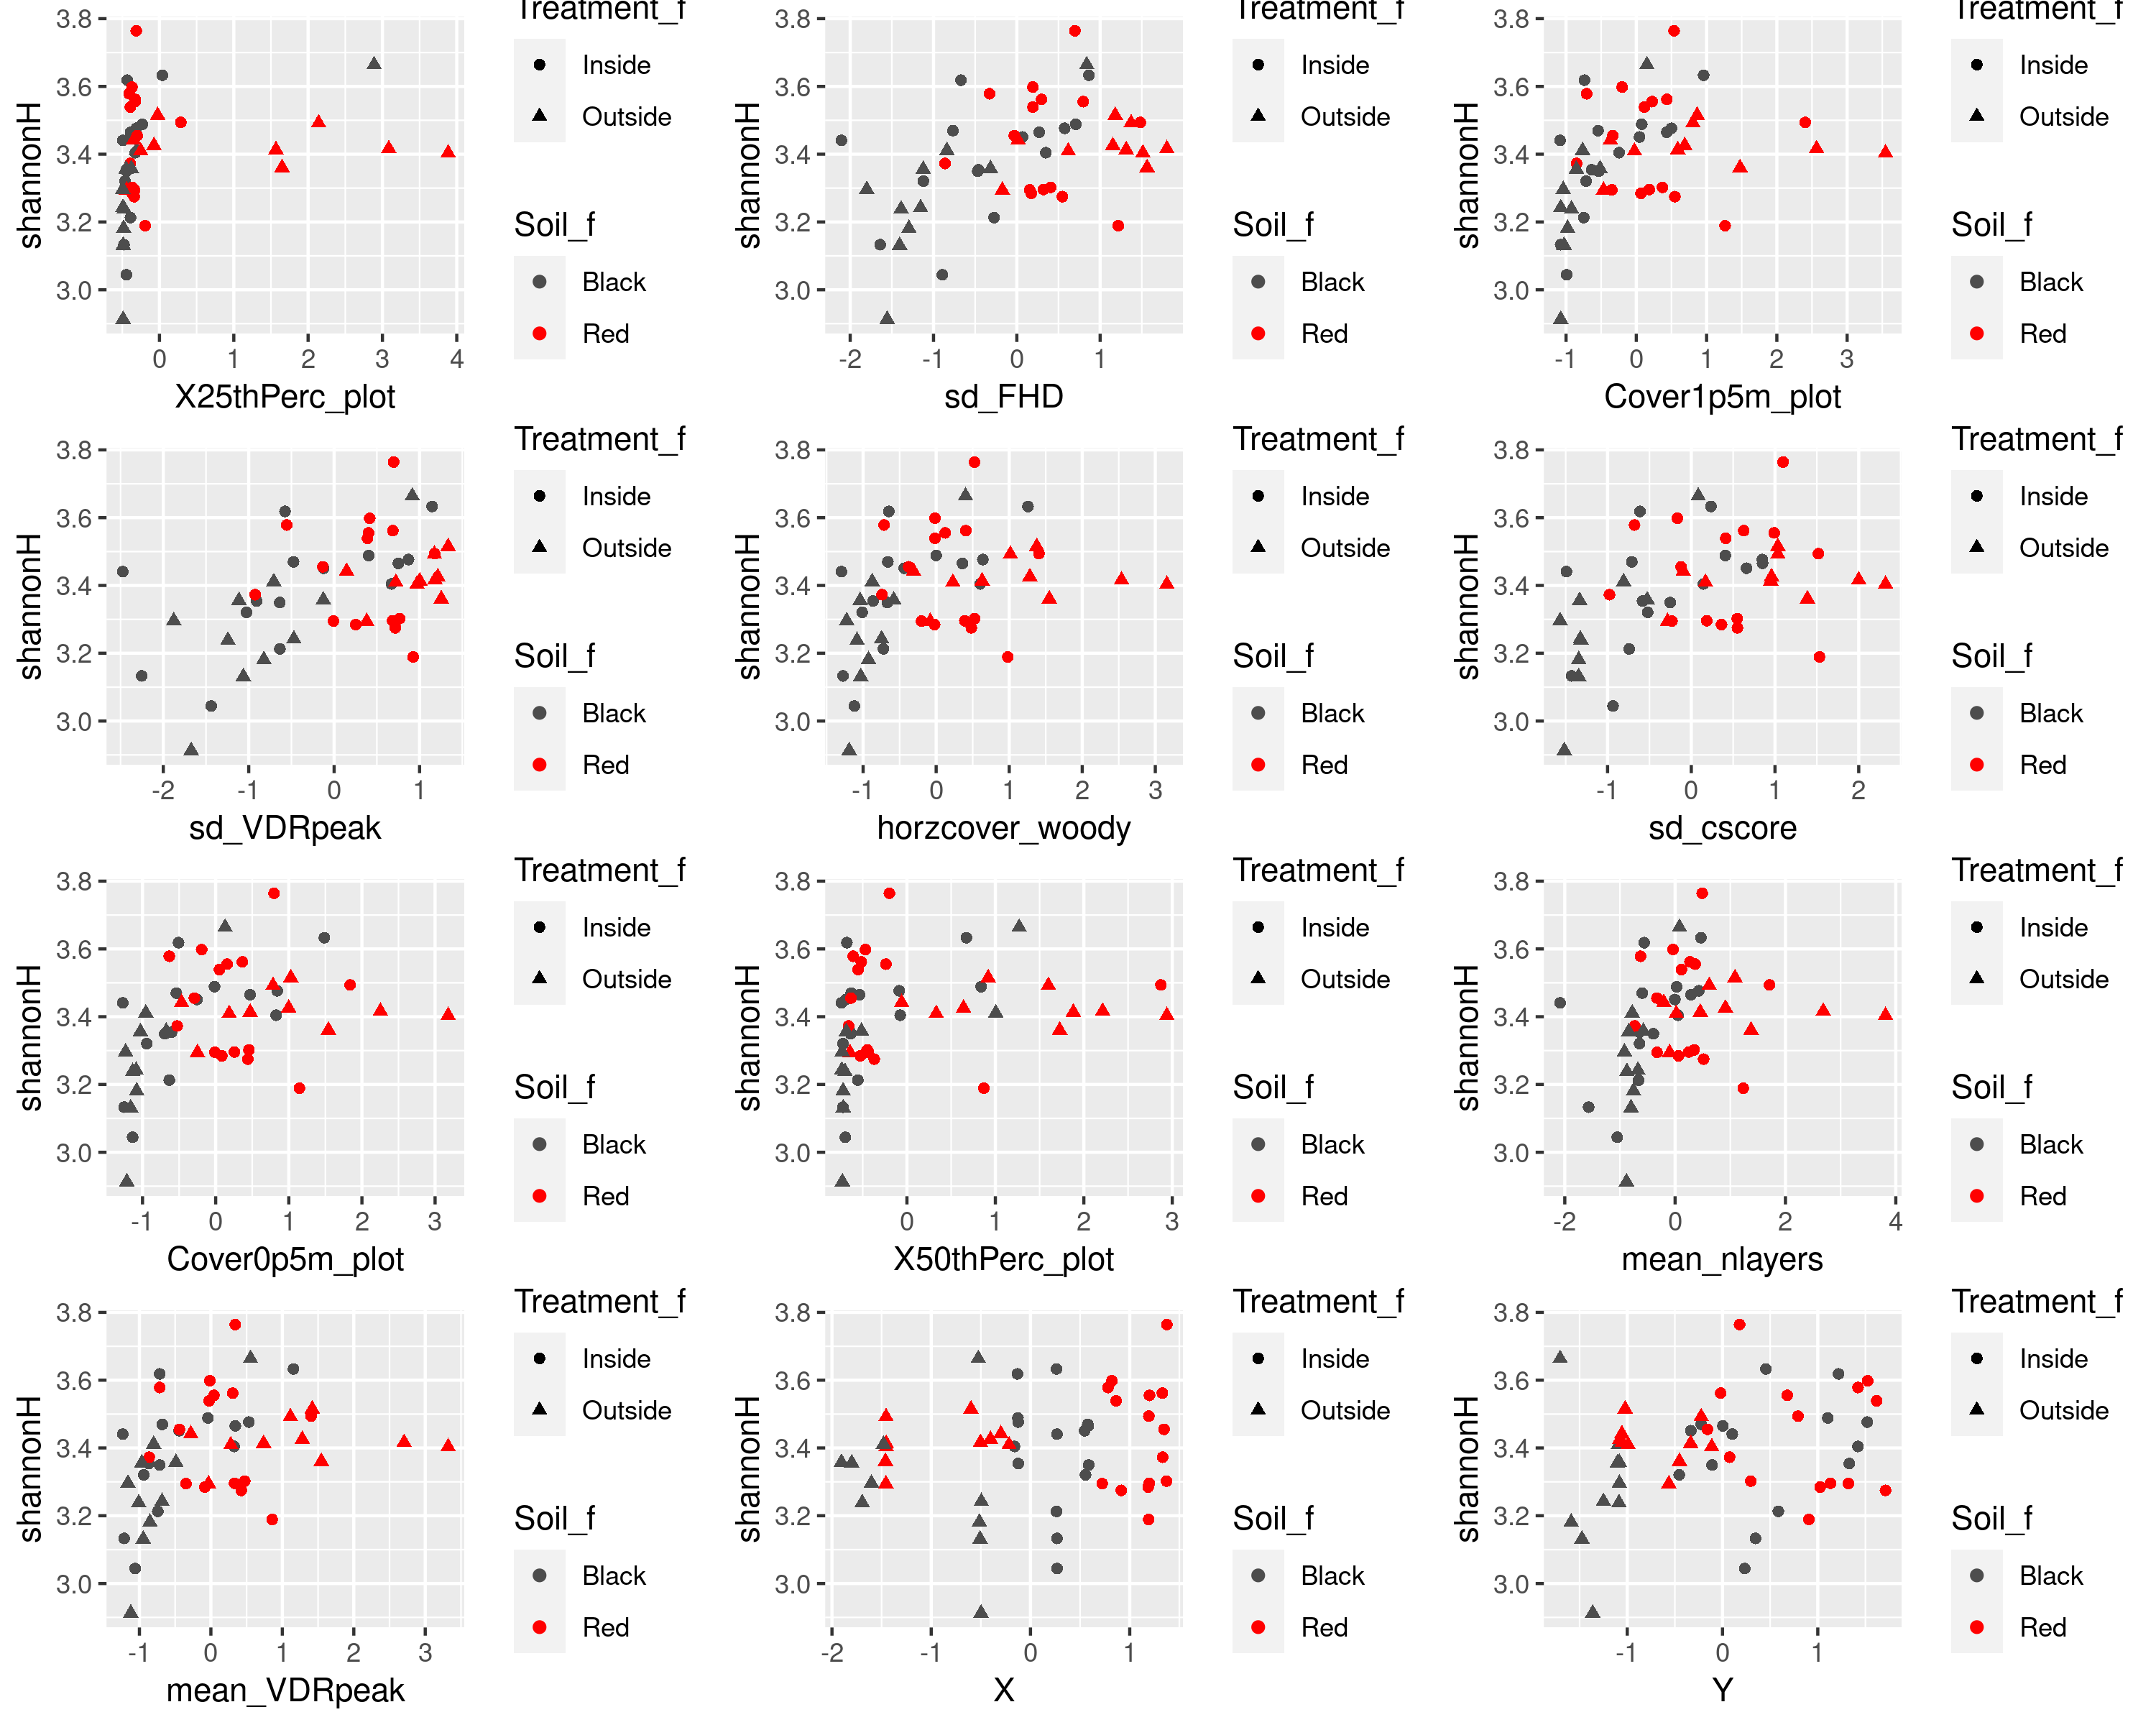 Treatment_f
Inside
Outside
Soil_f
Black
Red
shannonH
3.8
3.6
3.4
3.2
3.0
0 1 2 3 4
X25thPerc_plot
Treatment_f
Inside
Outside
Soil_f
Black
Red
shannonH
3.8
3.6
3.4
3.2
3.0
-2 -1 0 1
sd_FHD
Treatment_f
Inside
Outside
Soil_f
Black
Red
shannonH
3.8
3.6
3.4
3.2
3.0
-1 0 1 2 3
Cover1p5m_plot
Treatment_f
Inside
Outside
Soil_f
Black
Red
shannonH
3.8
3.6
3.4
3.2
3.0
-2 -1 0 1
sd_VDRpeak
Treatment_f
Inside
Outside
Soil_f
Black
Red
shannonH
3.8
3.6
3.4
3.2
3.0
-1 0 1 2 3
horzcover_woody
Treatment_f
Inside
Outside
Soil_f
Black
Red
shannonH
3.8
3.6
3.4
3.2
3.0
-1 0 1 2
sd_cscore
Treatment_f
Inside
Outside
Soil_f
Black
Red
shannonH
3.8
3.6
3.4
3.2
3.0
-1 0 1 2 3
Cover0p5m_plot
Treatment_f
Inside
Outside
Soil_f
Black
Red
shannonH
3.8
3.6
3.4
3.2
3.0
0 1 2 3
X50thPerc_plot
Treatment_f
Inside
Outside
Soil_f
Black
Red
shannonH
3.8
3.6
3.4
3.2
3.0
-2 0 2 4
mean_nlayers
Treatment_f
Inside
Outside
Soil_f
Black
Red
shannonH
3.8
3.6
3.4
3.2
3.0
-1 0 1 2 3
mean_VDRpeak
Treatment_f
Inside
Outside
Soil_f
Black
Red
shannonH
3.8
3.6
3.4
3.2
3.0
-2 -1 0 1
X
Treatment_f
Inside
Outside
Soil_f
Black
Red
shannonH
3.8
3.6
3.4
3.2
3.0
-1 0 1
Y